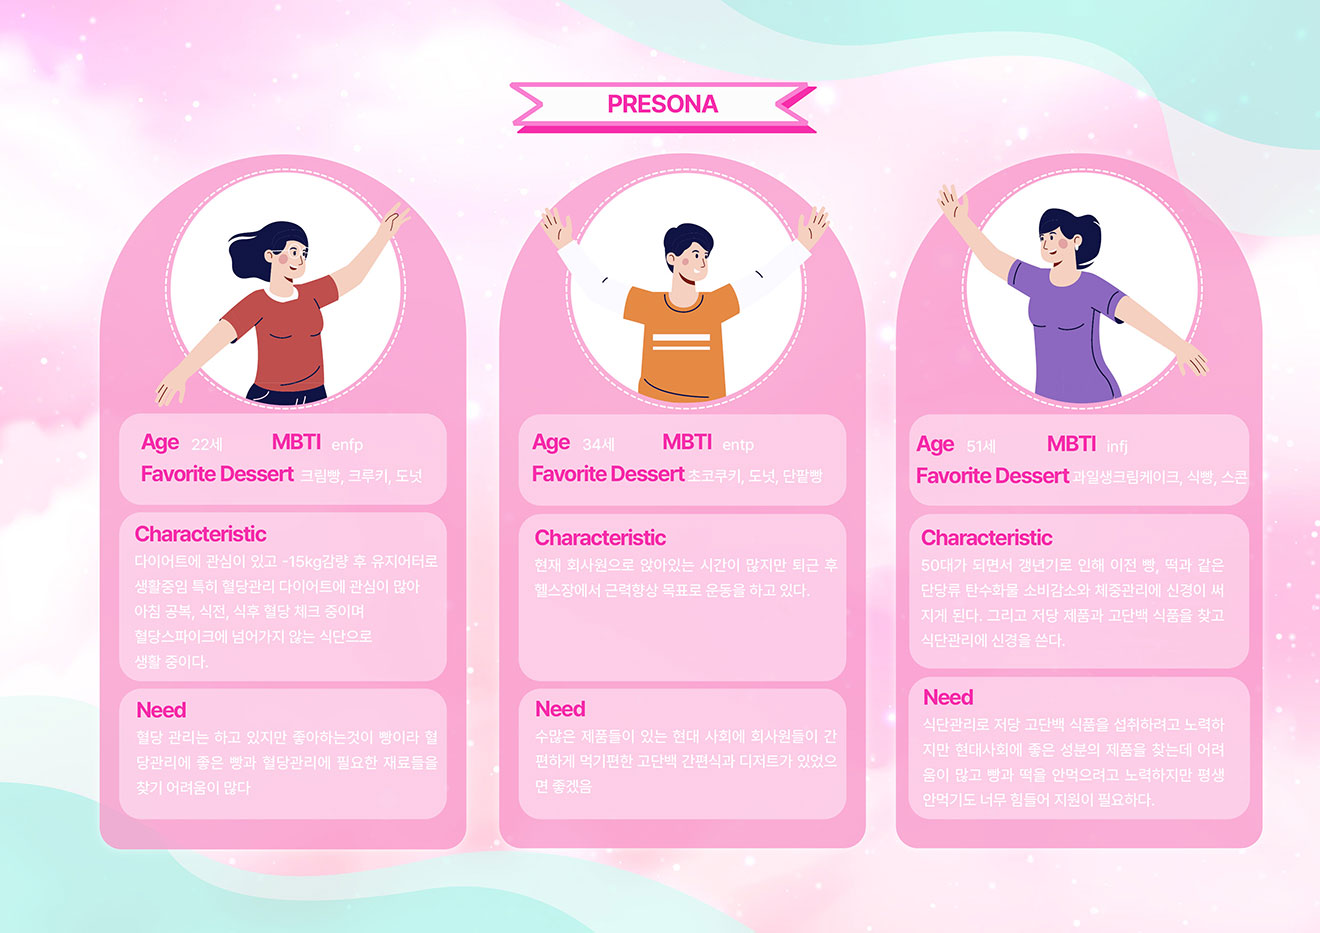 PRESONA
Age 22세 MBTI enfp
Favorite Dessert 크림빵, 크루키, 도넛
Characteristic
다이어트에 관심이 있고 -15kg감량 후 유지어터로
생활중임 특히 혈당관리 다이어트에 관심이 많아
아침 공복, 식전, 식후 혈당 체크 중이며
혈당스파이크에 넘어가지 않는 식단으로
생활 중이다.
Need
혈당 관리는 하고 있지만 좋아하는것이 빵이라 혈
당관리에 좋은 빵과 혈당관리에 필요한 재료들을
찾기 어려움이 많다
Age 34세 MBTI entp
Favorite Dessert 초코쿠키, 도넛, 단팥빵
Characteristic
현재 회사원으로 앉아있는 시간이 많지만 퇴근 후
헬스장에서 근력향상 목표로 운동을 하고 있다.
Need
수많은 제품들이 있는 현대 사회에 회사원들이 간
편하게 먹기편한 고단백 간편식과 디저트가 있었으
면 좋겠음
Age 51세 MBTI infj
Favorite Dessert 과일생크림케이크, 식빵, 스콘
Characteristic
50대가 되면서 갱년기로 인해 이전 빵, 떡과 같은
단당류 탄수화물 소비감소와 체중관리에 신경이 써
지게 된다. 그리고 저당 제품과 고단백 식품을 찾고
식단관리에 신경을 쓴다.
Need
식단관리로 저당 고단백 식품을 섭취하려고 노력하
지만 현대사회에 좋은 성분의 제품을 찾는데 어려
움이 많고 빵과 떡을 안먹으려고 노력하지만 평생
안먹기도 너무 힘들어 지원이 필요하다.